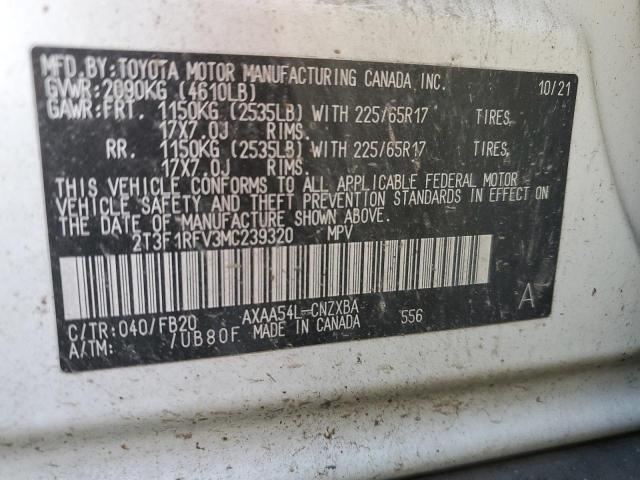 MFD.BY:TOYOTA MOTOR MANUFACTURING CANADA INC. 10/21
GVWR:2090KG (4610LB)
GAWR:FRT. 1150KG (2535LB) WITH 225/65R17 TIRES,
17X7.0J RIMS.
RR. 1150KG (2535LB) WITH 225/65R17 TIRES,
17X7.0J RIMS.
THIS VEHICLE CONFORMS TO ALL APPLICABLE FEDERAL MOTOR
VEHICLE SAFETY AND THEFT PREVENTION STANDARDS IN EFFECT ON
THE DATE OF MANUFACTURE SHOWN ABOVE.
2T3F1RFV3MC239320 MPV
C/TR:040/FB20 AXAA54L-CNZXBA 556 A
A/TM: /UB80F MADE IN CANADA